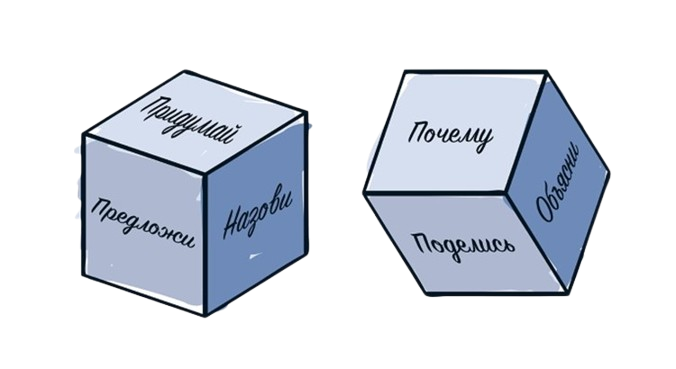 Придумай
Предложи
Назови
Почему
Объясни
Поделись